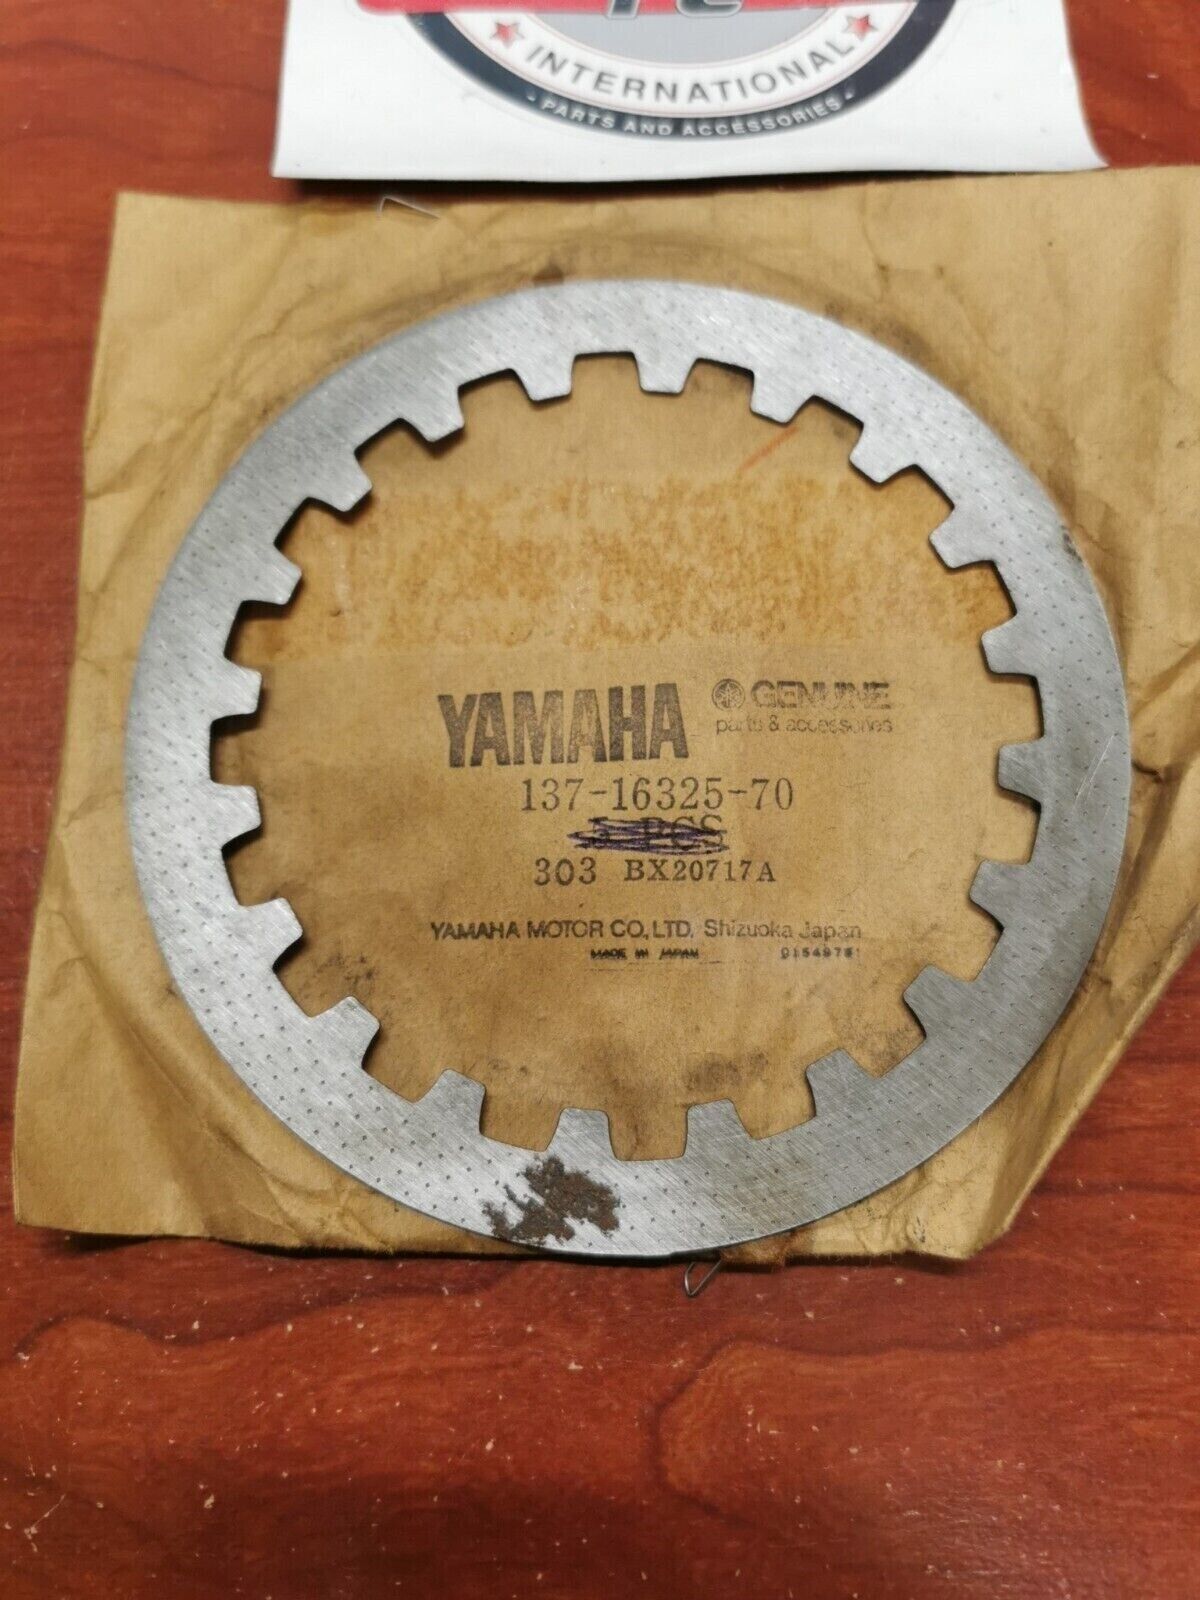 INTERNATIONAL
- PARTS AND ACCESSORIES -
YAMAHA GENUINE
parts & accessories
137-16325-70
PCS
303 BX20717A
YAMAHA MOTOR CO., LTD. Shizuoka Japan
MADE IN JAPAN